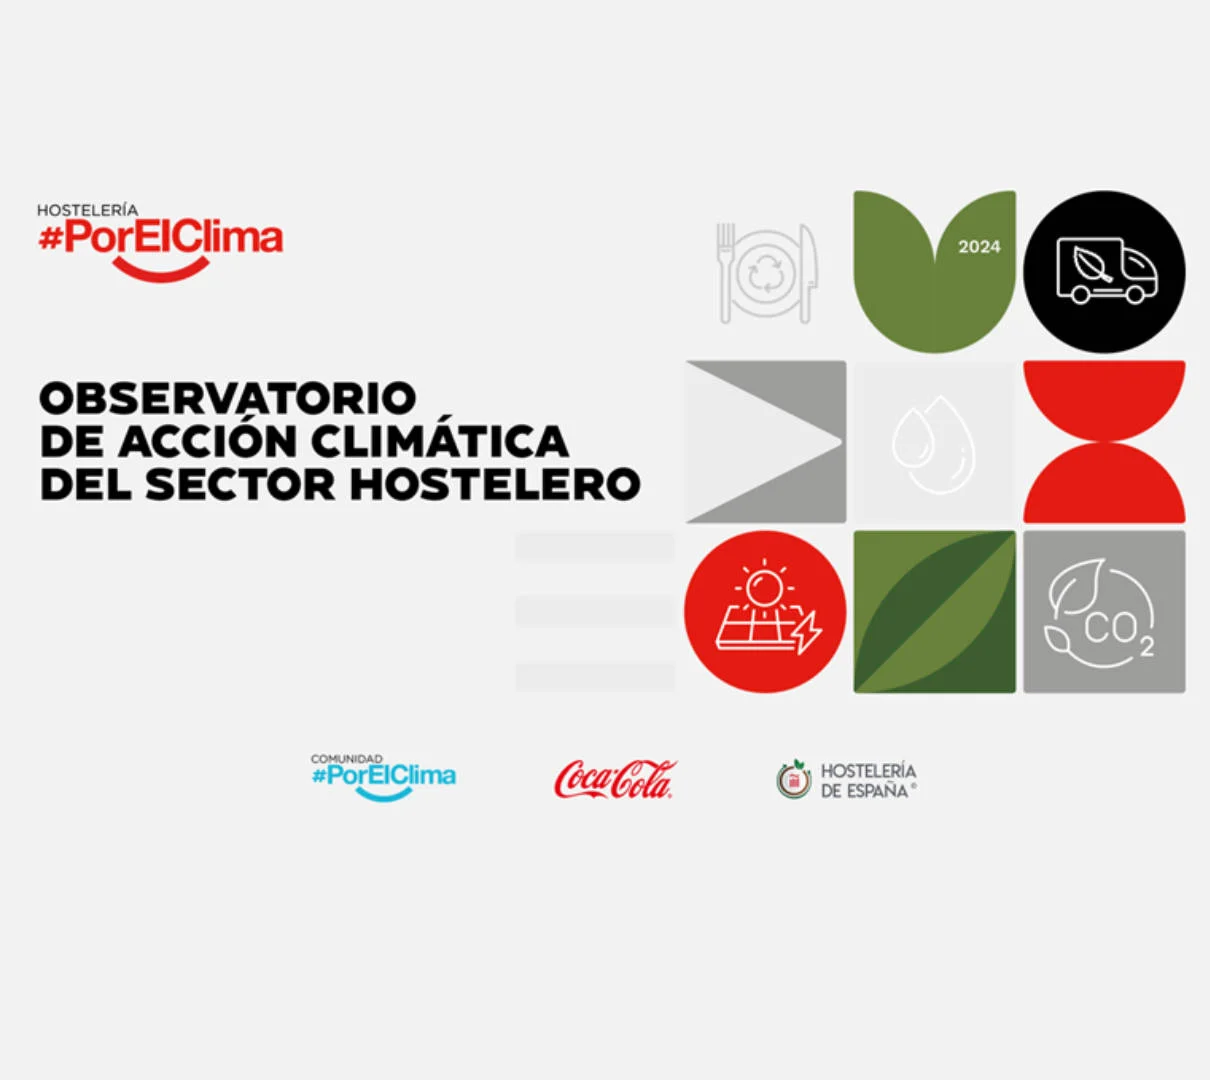 HOSTELERÍA
#PorElClima
2024
OBSERVATORIO
DE ACCIÓN CLIMÁTICA
DEL SECTOR HOSTELERO
CO2
COMUNIDAD
#PorElClima
Coca-Cola
HOSTELERÍA
DE ESPAÑA